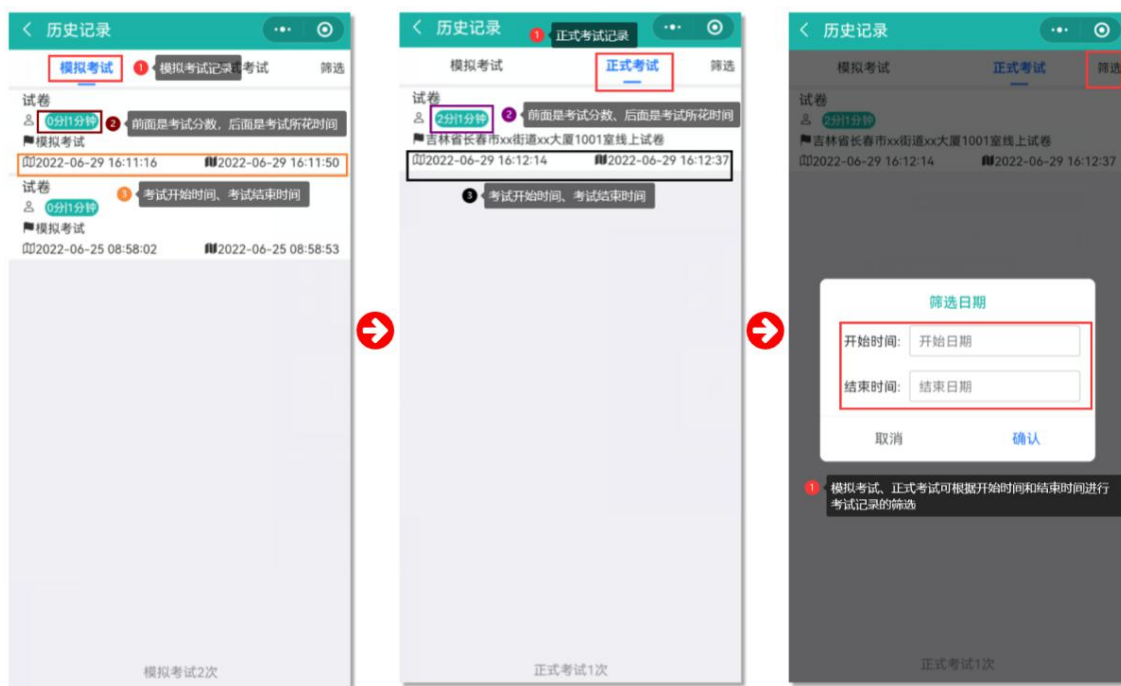 历史记录
模拟考试
1 模拟考试记录
考试
筛选
试卷
0分|1分钟
2 前面是考试分数，后面是考试所花时间
模拟考试
2022-06-29 16:11:16 2022-06-29 16:11:50
试卷
3 考试开始时间、考试结束时间
0分|1分钟
模拟考试
2022-06-25 08:58:02 2022-06-25 08:58:53
模拟考试2次
历史记录
1 正式考试记录
模拟考试 正式考试 筛选
试卷
2分|1分钟
2 前面是考试分数、后面是考试所花时间
吉林省长春市xx街道xx大厦1001室线上试卷
2022-06-29 16:12:14 2022-06-29 16:12:37
3 考试开始时间、考试结束时间
正式考试1次
历史记录
模拟考试 正式考试 筛选
试卷
2分|1分钟
吉林省长春市xx街道xx大厦1001室线上试卷
2022-06-29 16:12:14 2022-06-29 16:12:37
筛选日期
开始时间: 开始日期
结束时间: 结束日期
取消 确认
1 模拟考试、正式考试可根据开始时间和结束时间进行
考试记录的筛选
正式考试1次